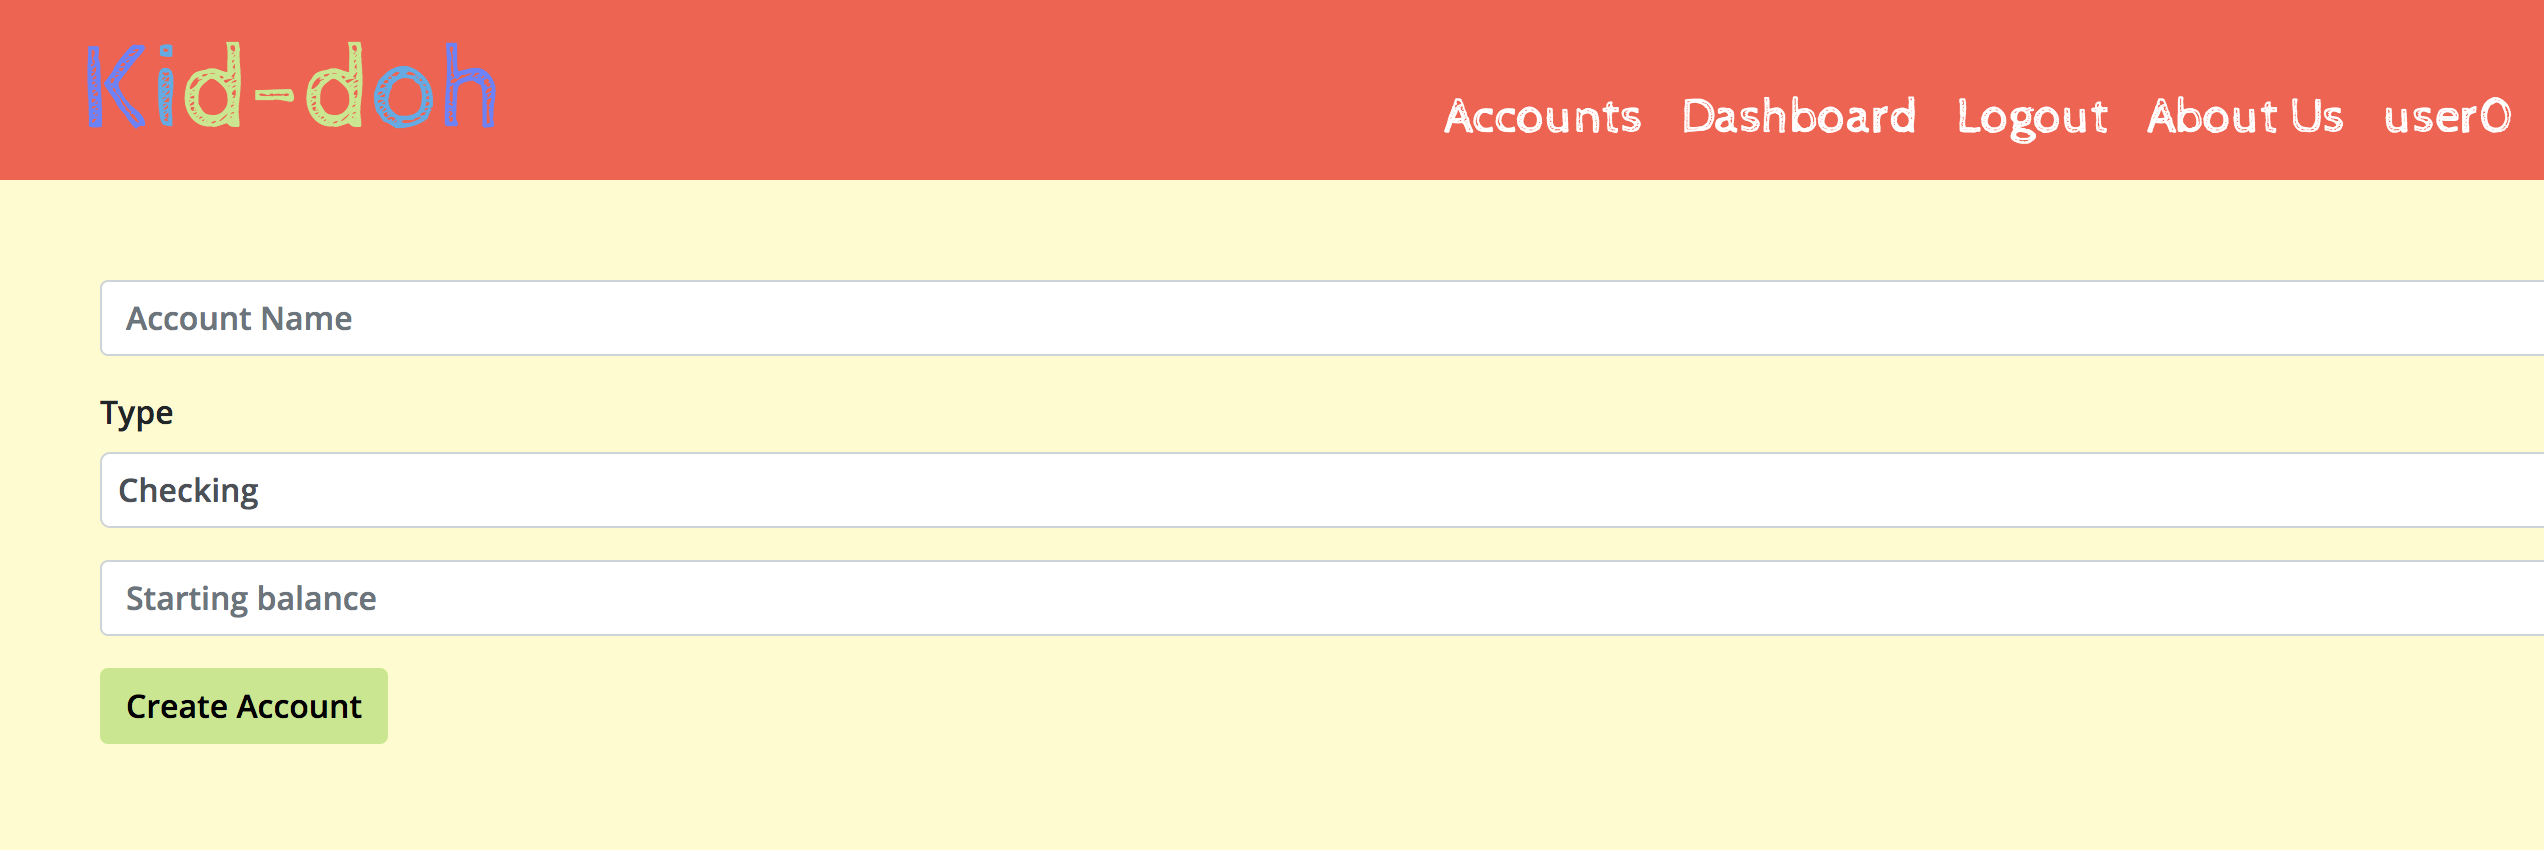 Kid-doh
Accounts Dashboard Logout About Us user0
Account Name
Type
Checking
Starting balance
Create Account